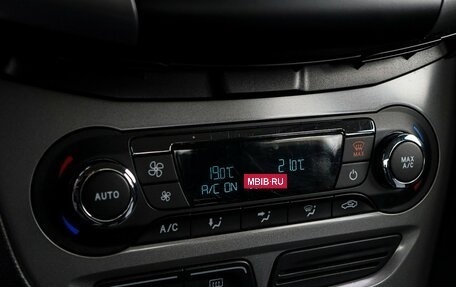 MAX
19.0°C
21.0°C
MAX
A/C
AUTO
A/C ON
MBIB.RU
A/C